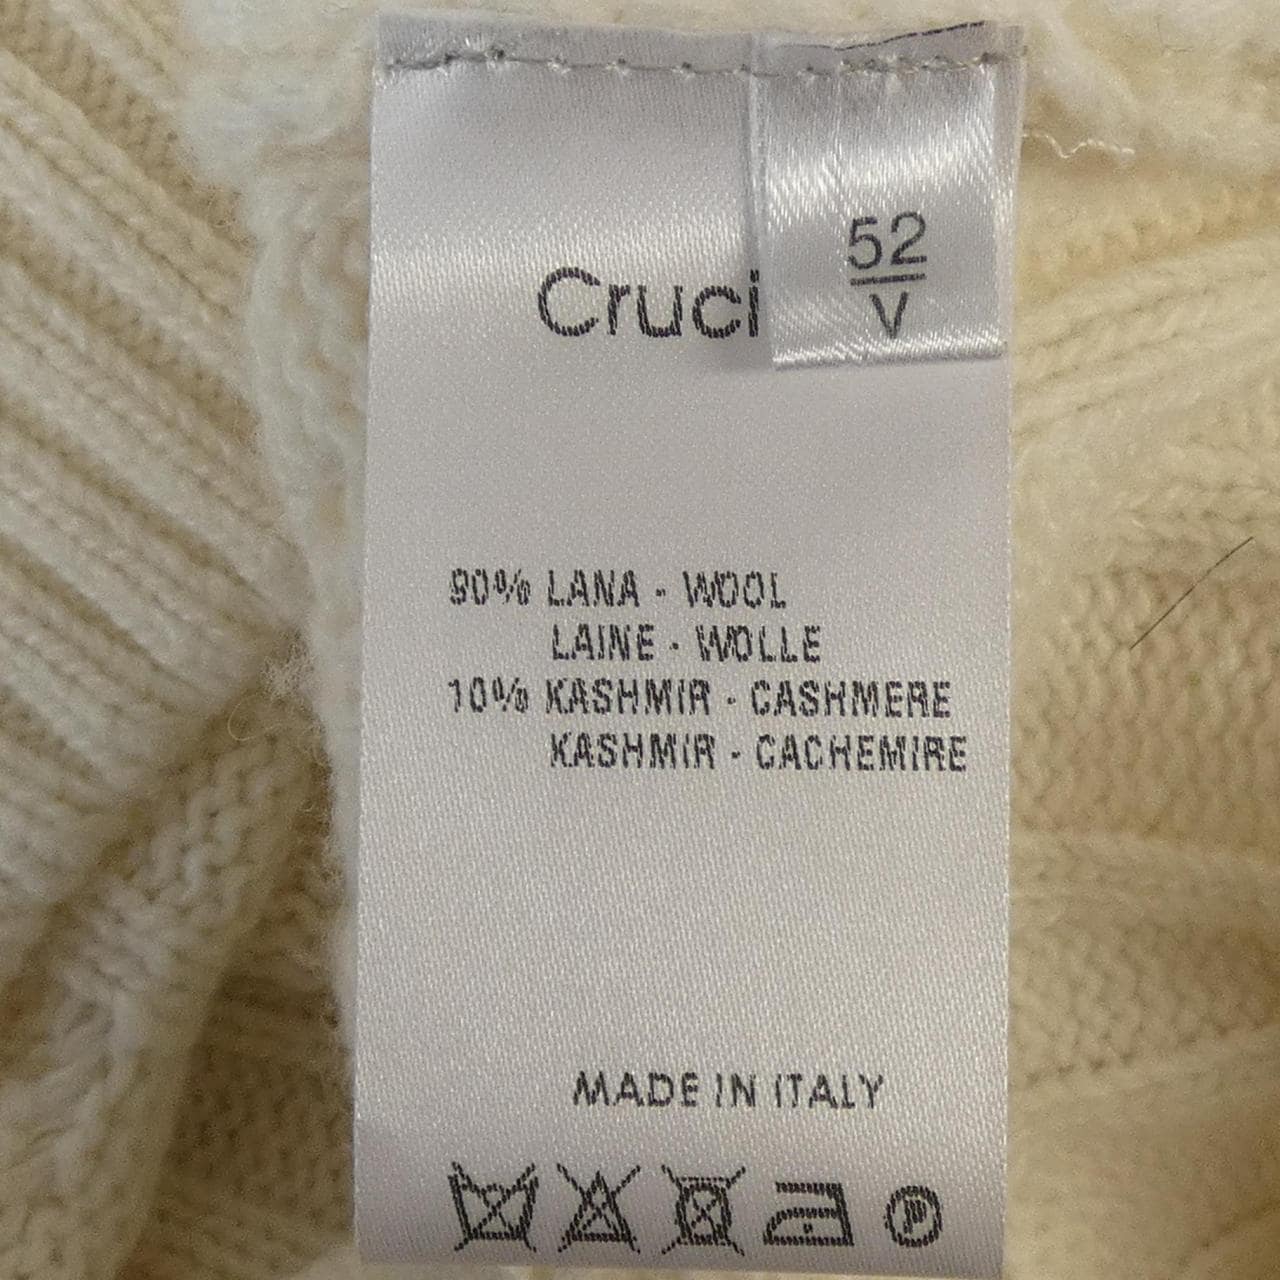 52
V
Cruci
90% LANA - WOOL
LAINE - WOLLE
10% KASHMIR - CASHMERE
KASHMIR - CACHEMIRE
MADE IN ITALY
P